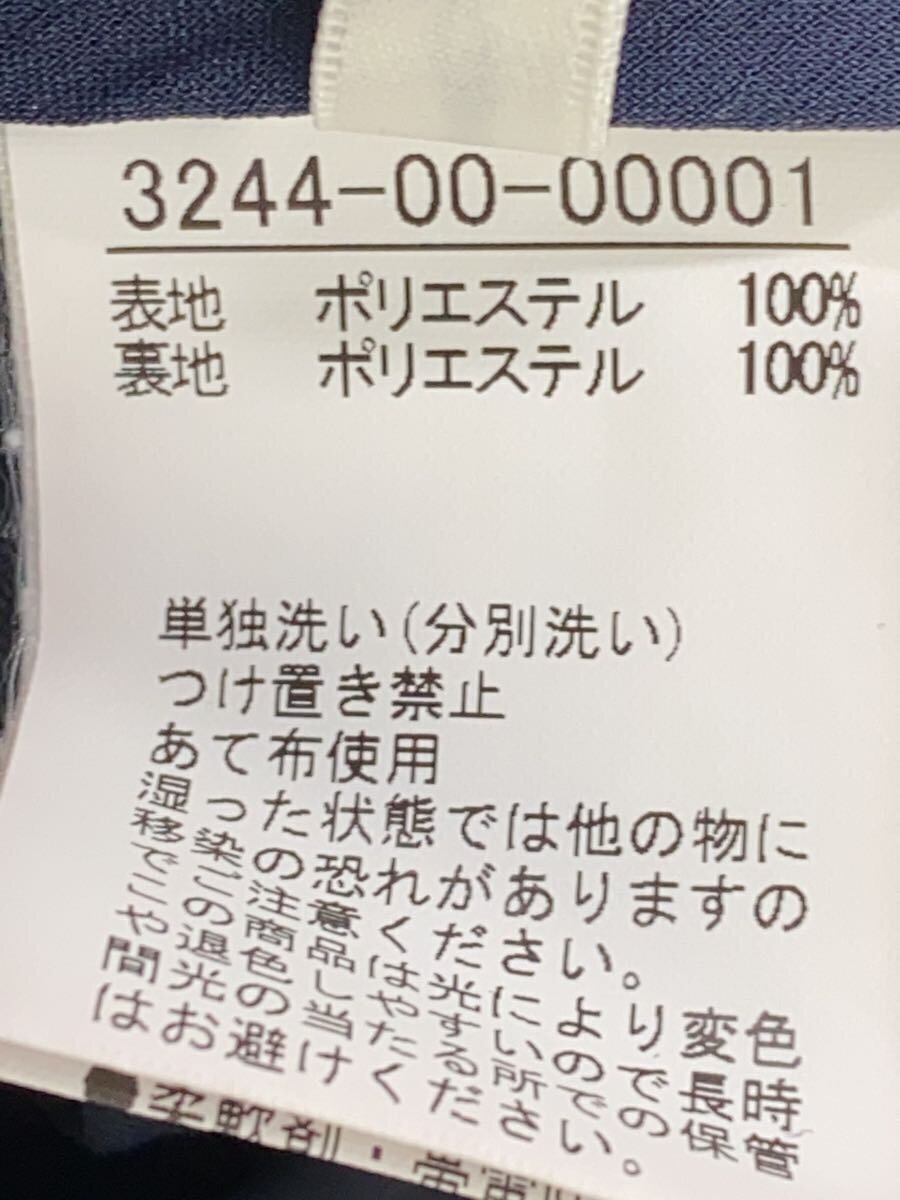 3244-00-00001
表地 ポリエステル 100%
裏地 ポリエステル 100%
単独洗い(分別洗い)
つけ置き禁止
あて布使用
湿った状態では他の物に
移染の恐れがありますの
でご注意ください。
この商品は光により変色
や退色しやすいので長時
間光の当たる所での保管
はお避けください。
柔軟剤・